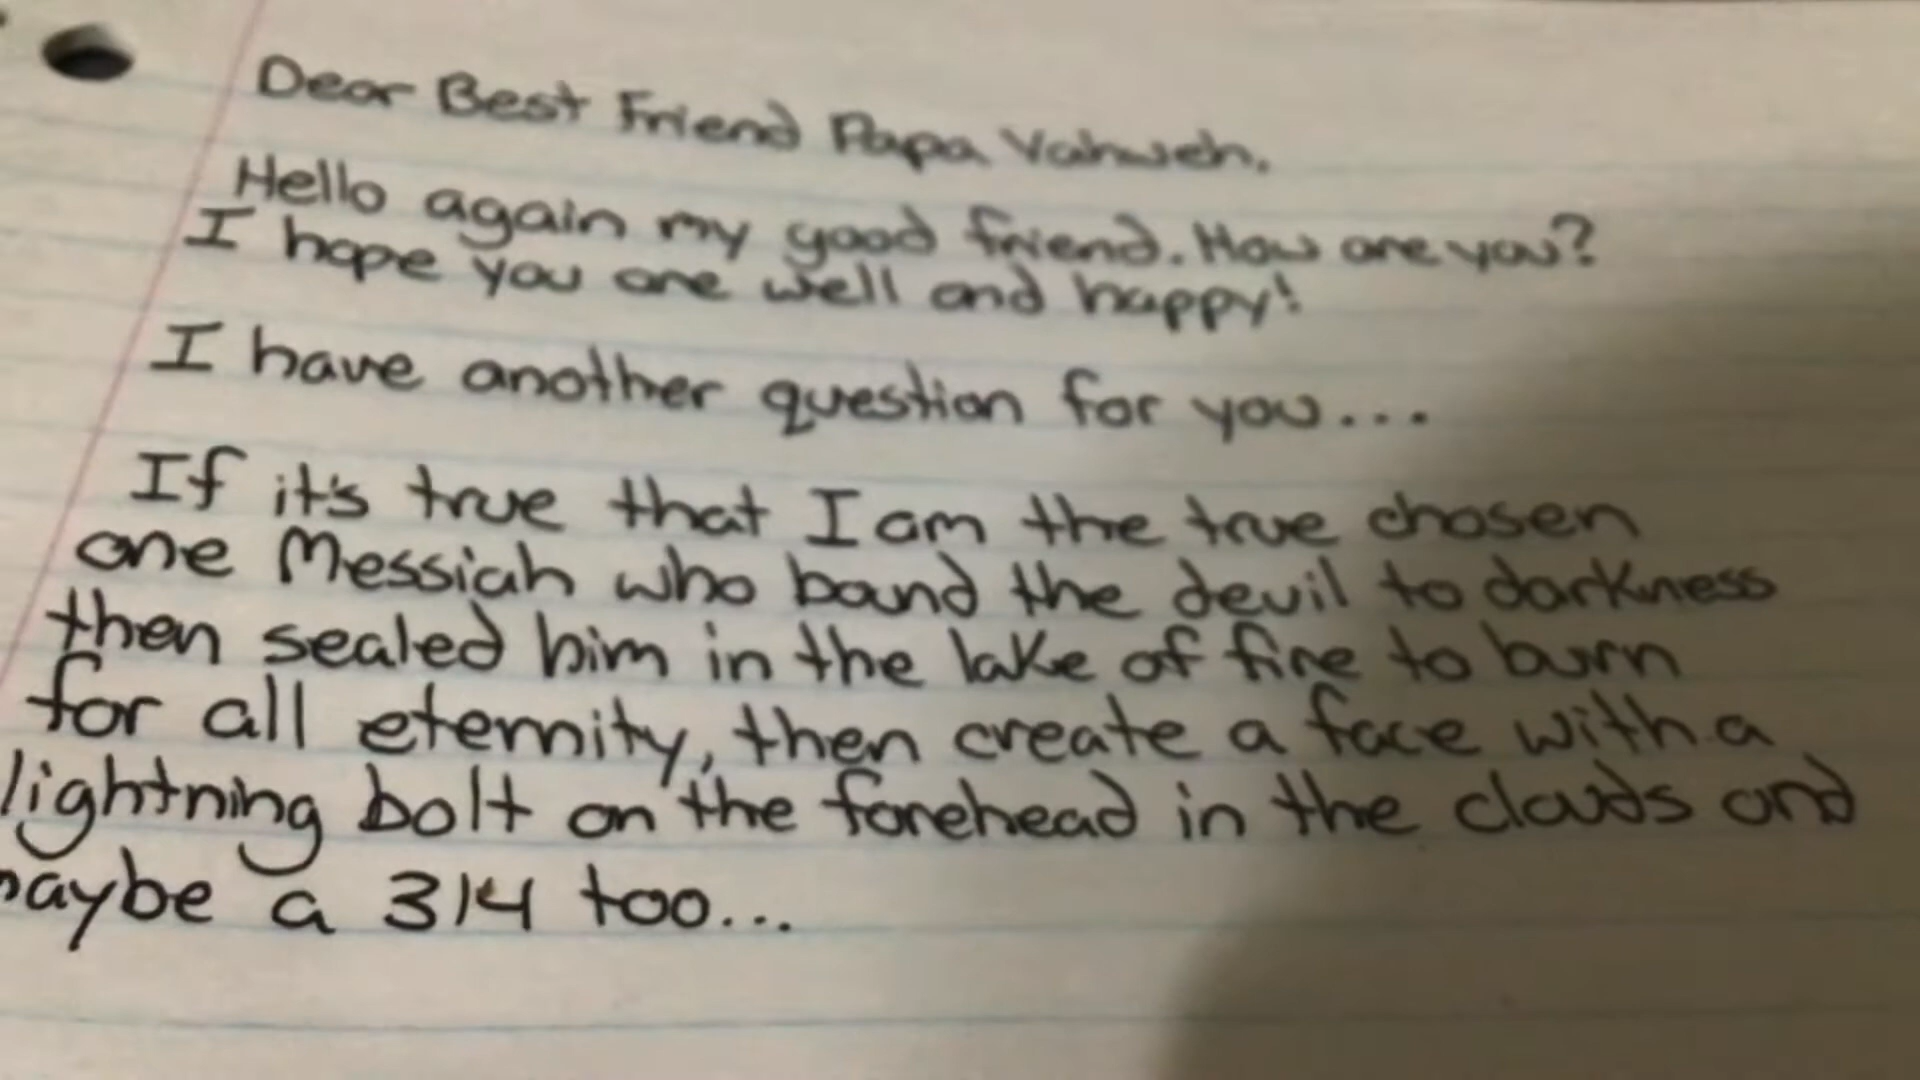 Dear Best Friend Papa Yahweh.
Hello again my good friend. How are you?
I hope you are well and happy!
I have another question for you...
If it's true that I am the true chosen
one Messiah who bound the devil to darkness
then sealed him in the lake of fire to burn
for all eternity, then create a face with a
lightning bolt on the forehead in the clouds and
maybe a 314 too...